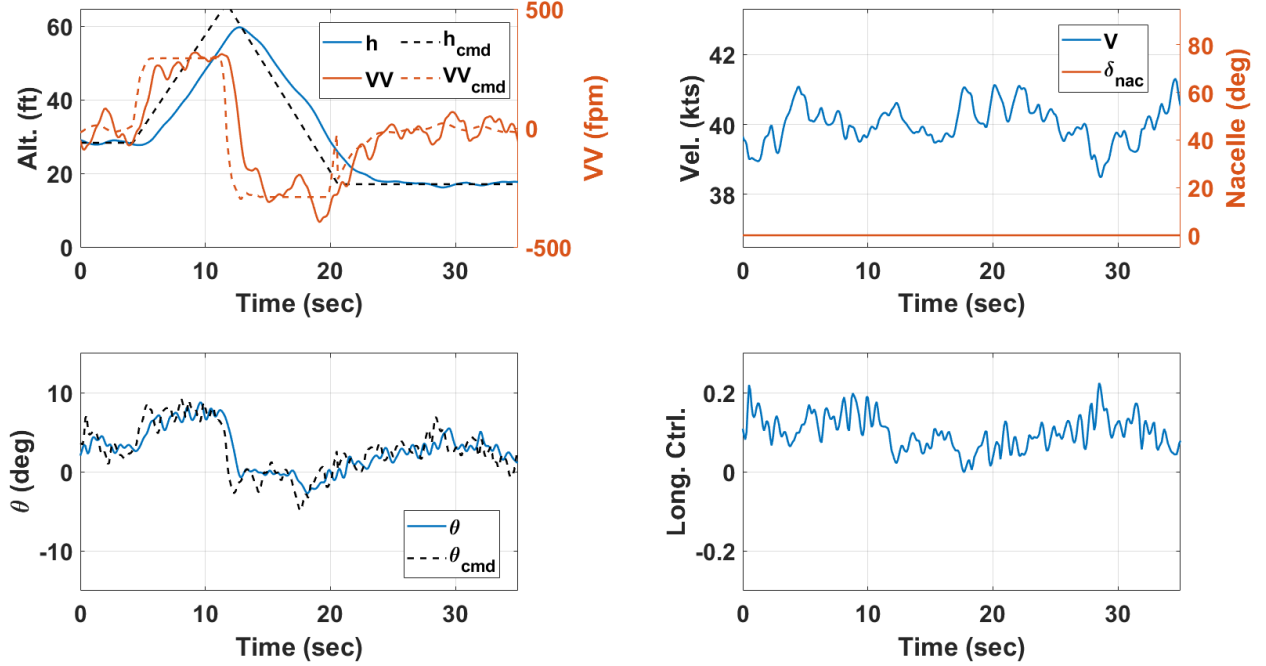 60
40
20
0
500
0
-500
Alt. (ft)
VV (fpm)
h
h_cmd
VV
VV_cmd
0 10 20 30
Time (sec)
42
40
38
80
60
40
20
0
Vel. (kts)
Nacelle (deg)
V
δ_nac
0 10 20 30
Time (sec)
10
0
-10
θ (deg)
θ
θ_cmd
0 10 20 30
Time (sec)
0.2
0
-0.2
Long. Ctrl.
0 10 20 30
Time (sec)